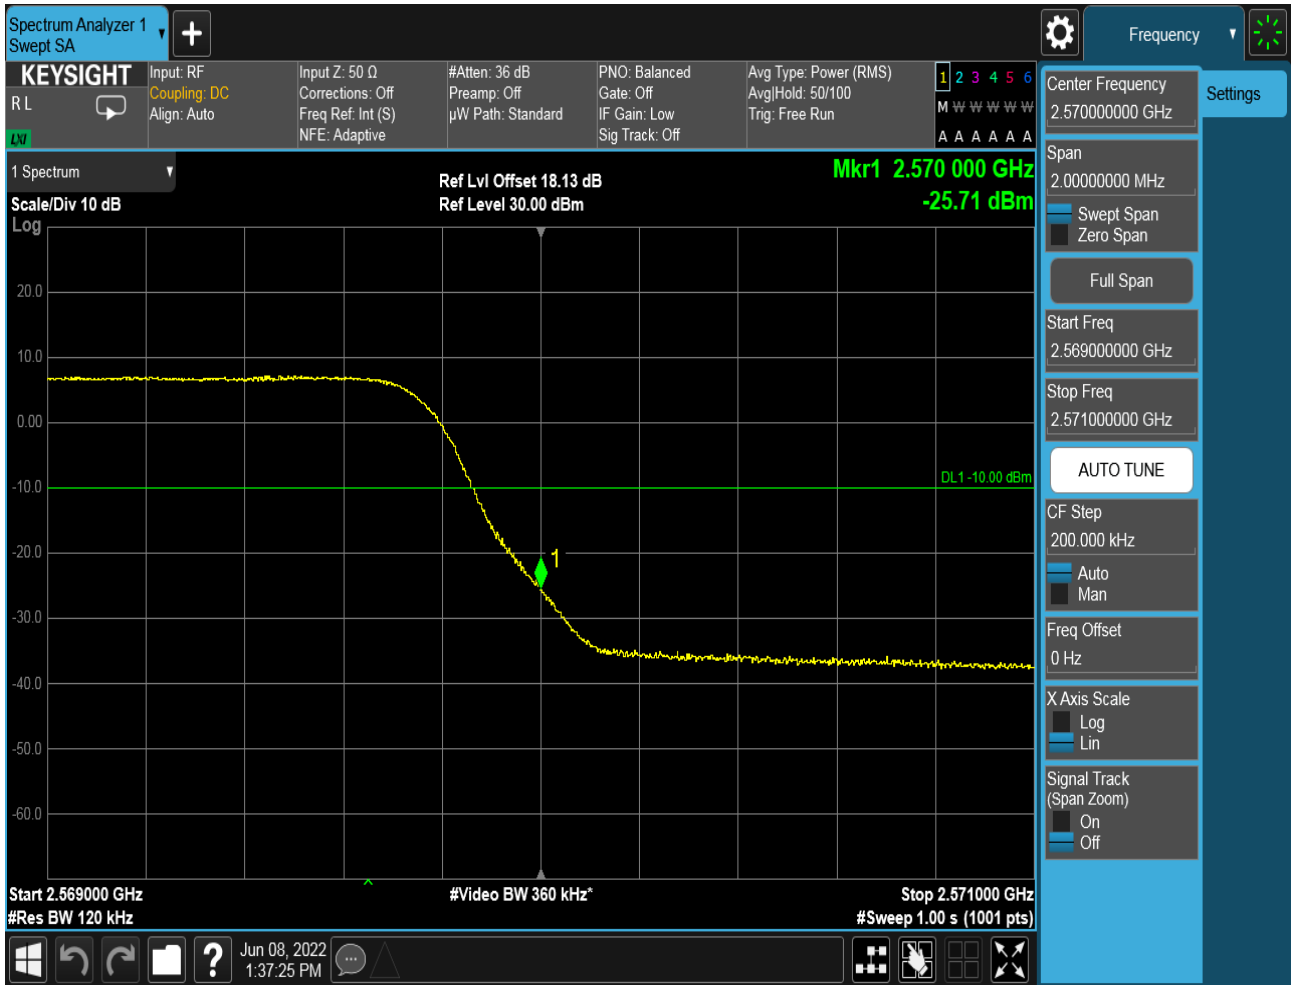 Spectrum Analyzer 1
Swept SA
Frequency
KEYSIGHT
R L
LXI
Input: RF
Coupling: DC
Align: Auto
Input Z: 50 Ω
Corrections: Off
Freq Ref: Int (S)
NFE: Adaptive
#Atten: 36 dB
Preamp: Off
µW Path: Standard
PNO: Balanced
Gate: Off
IF Gain: Low
Sig Track: Off
Avg Type: Power (RMS)
Avg|Hold: 50/100
Trig: Free Run
1 2 3 4 5 6
M W W W W W
A A A A A A
1 Spectrum
Scale/Div 10 dB
Log
Ref Lvl Offset 18.13 dB
Ref Level 30.00 dBm
Mkr1 2.570 000 GHz
-25.71 dBm
20.0
10.0
0.00
-10.0
-20.0
-30.0
-40.0
-50.0
-60.0
DL1 -10.00 dBm
1
Start 2.569000 GHz
#Res BW 120 kHz
#Video BW 360 kHz*
Stop 2.571000 GHz
#Sweep 1.00 s (1001 pts)
Center Frequency
2.570000000 GHz
Settings
Span
2.00000000 MHz
Swept Span
Zero Span
Full Span
Start Freq
2.569000000 GHz
Stop Freq
2.571000000 GHz
AUTO TUNE
CF Step
200.000 kHz
Auto
Man
Freq Offset
0 Hz
X Axis Scale
Log
Lin
Signal Track
(Span Zoom)
On
Off
?
Jun 08, 2022
1:37:25 PM